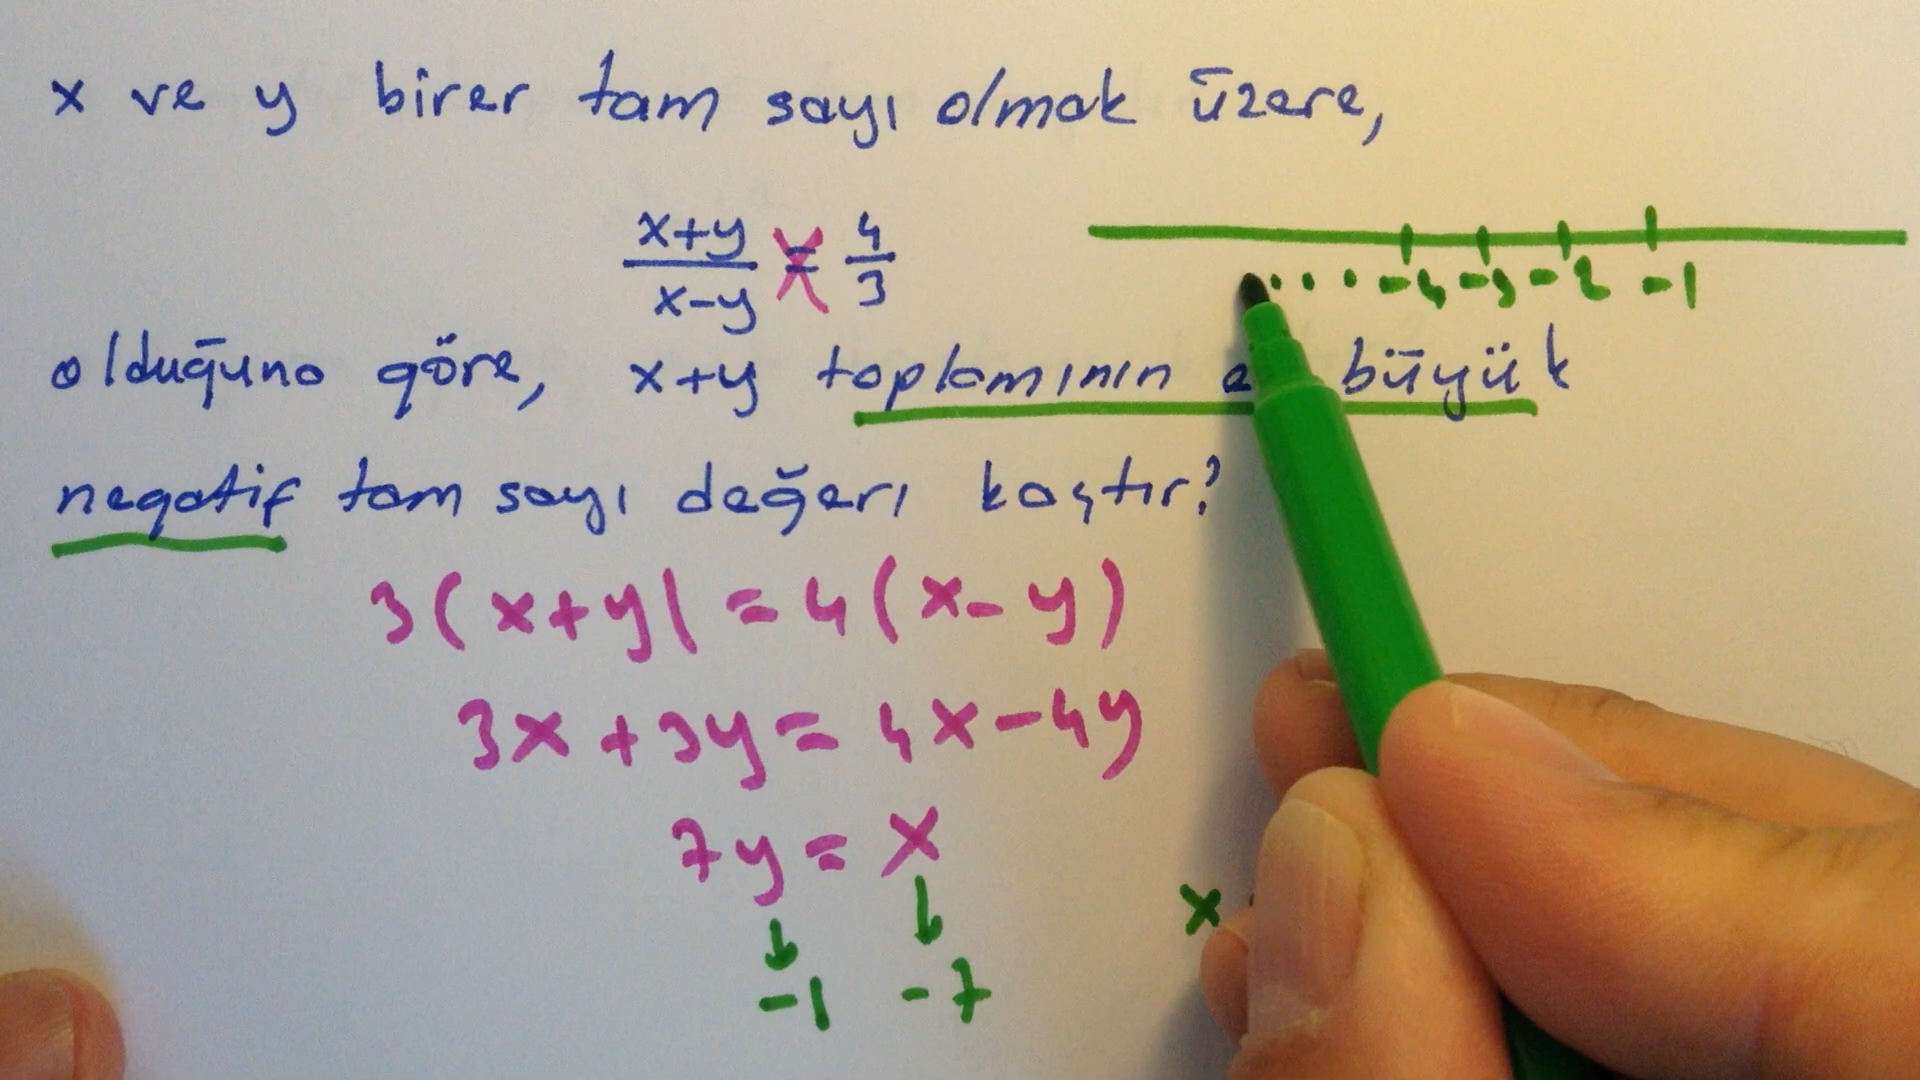 x ve y birer tam sayı olmak üzere,
x+y/x-y = 4/3
.... -4 -3 -2 -1
olduğuna göre, x+y toplamının büyük
negatif tam sayı değeri kaçtır?
3(x+y) = 4(x-y)
3x + 3y = 4x - 4y
7y = x
x
-1 -7